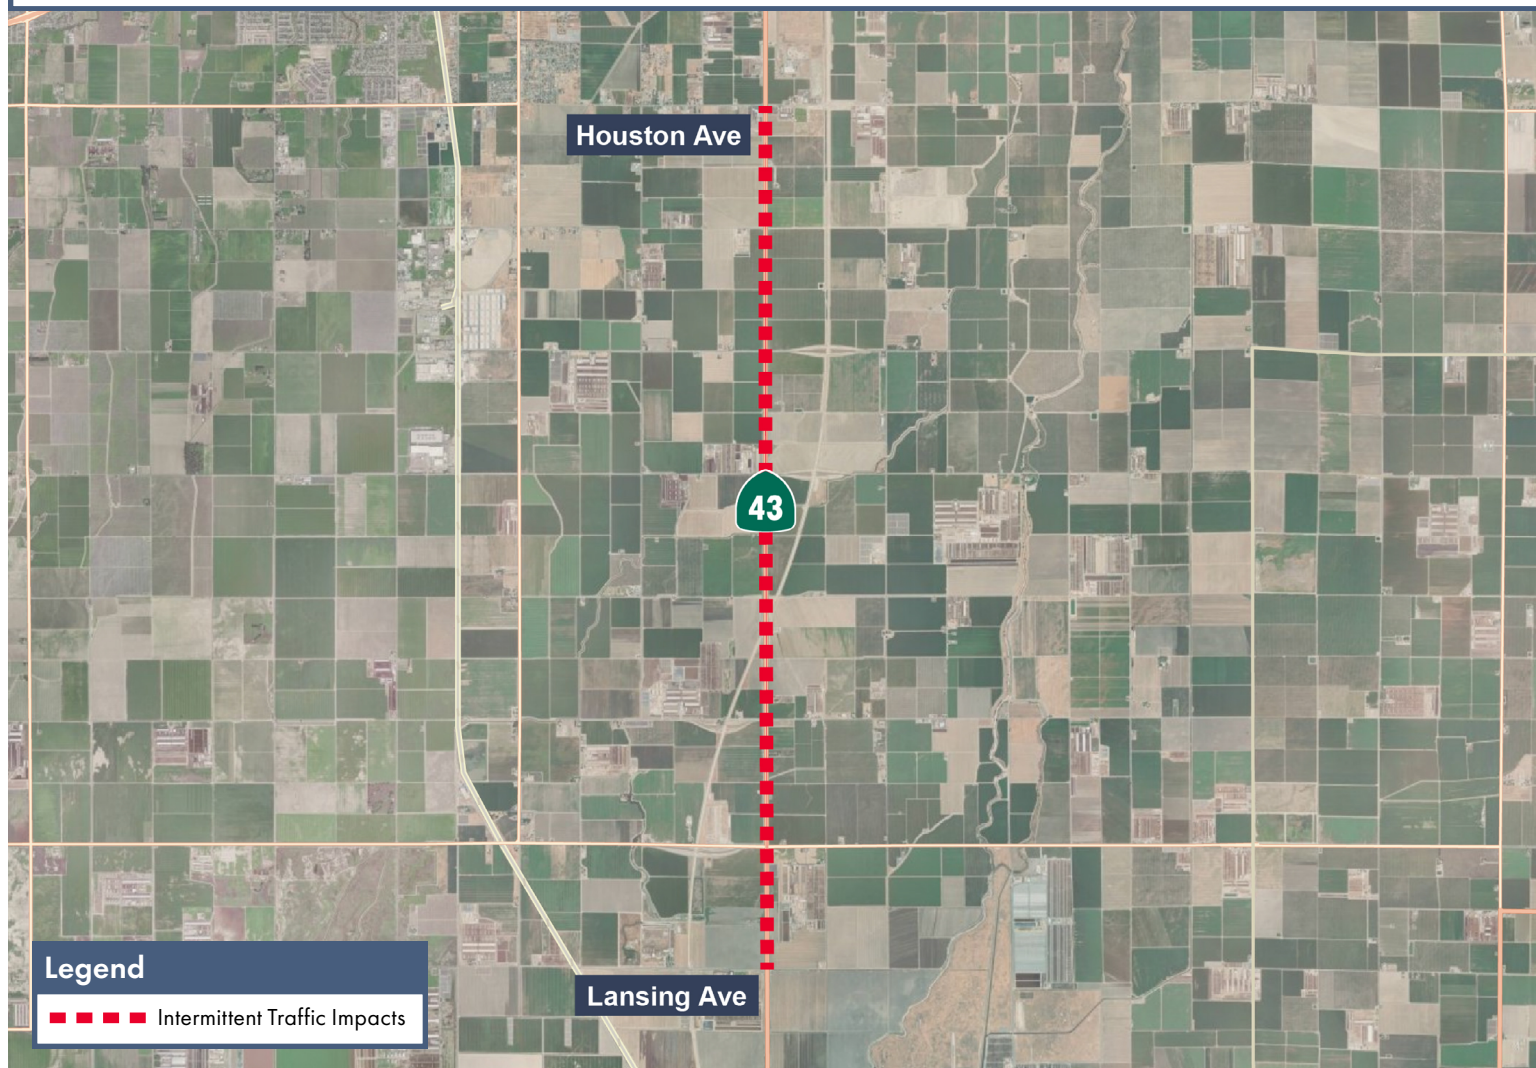 Houston Ave
43
Lansing Ave
Legend
Intermittent Traffic Impacts